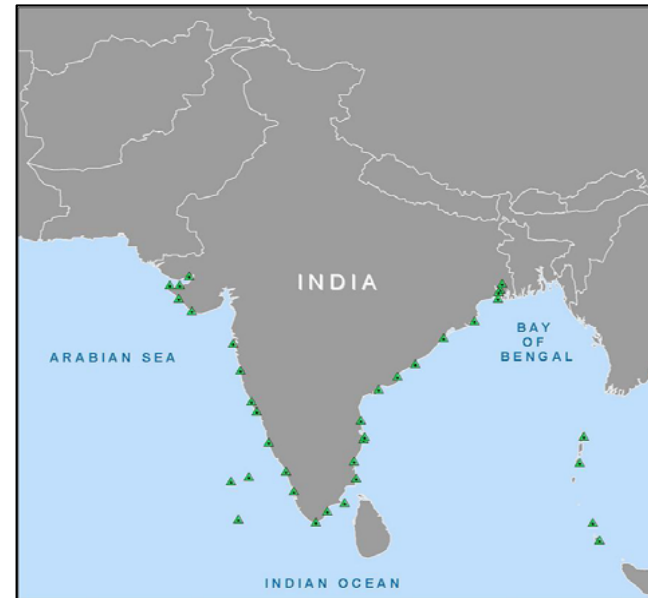 INDIA
ARABIAN SEA
BAY
OF
BENGAL
INDIAN OCEAN